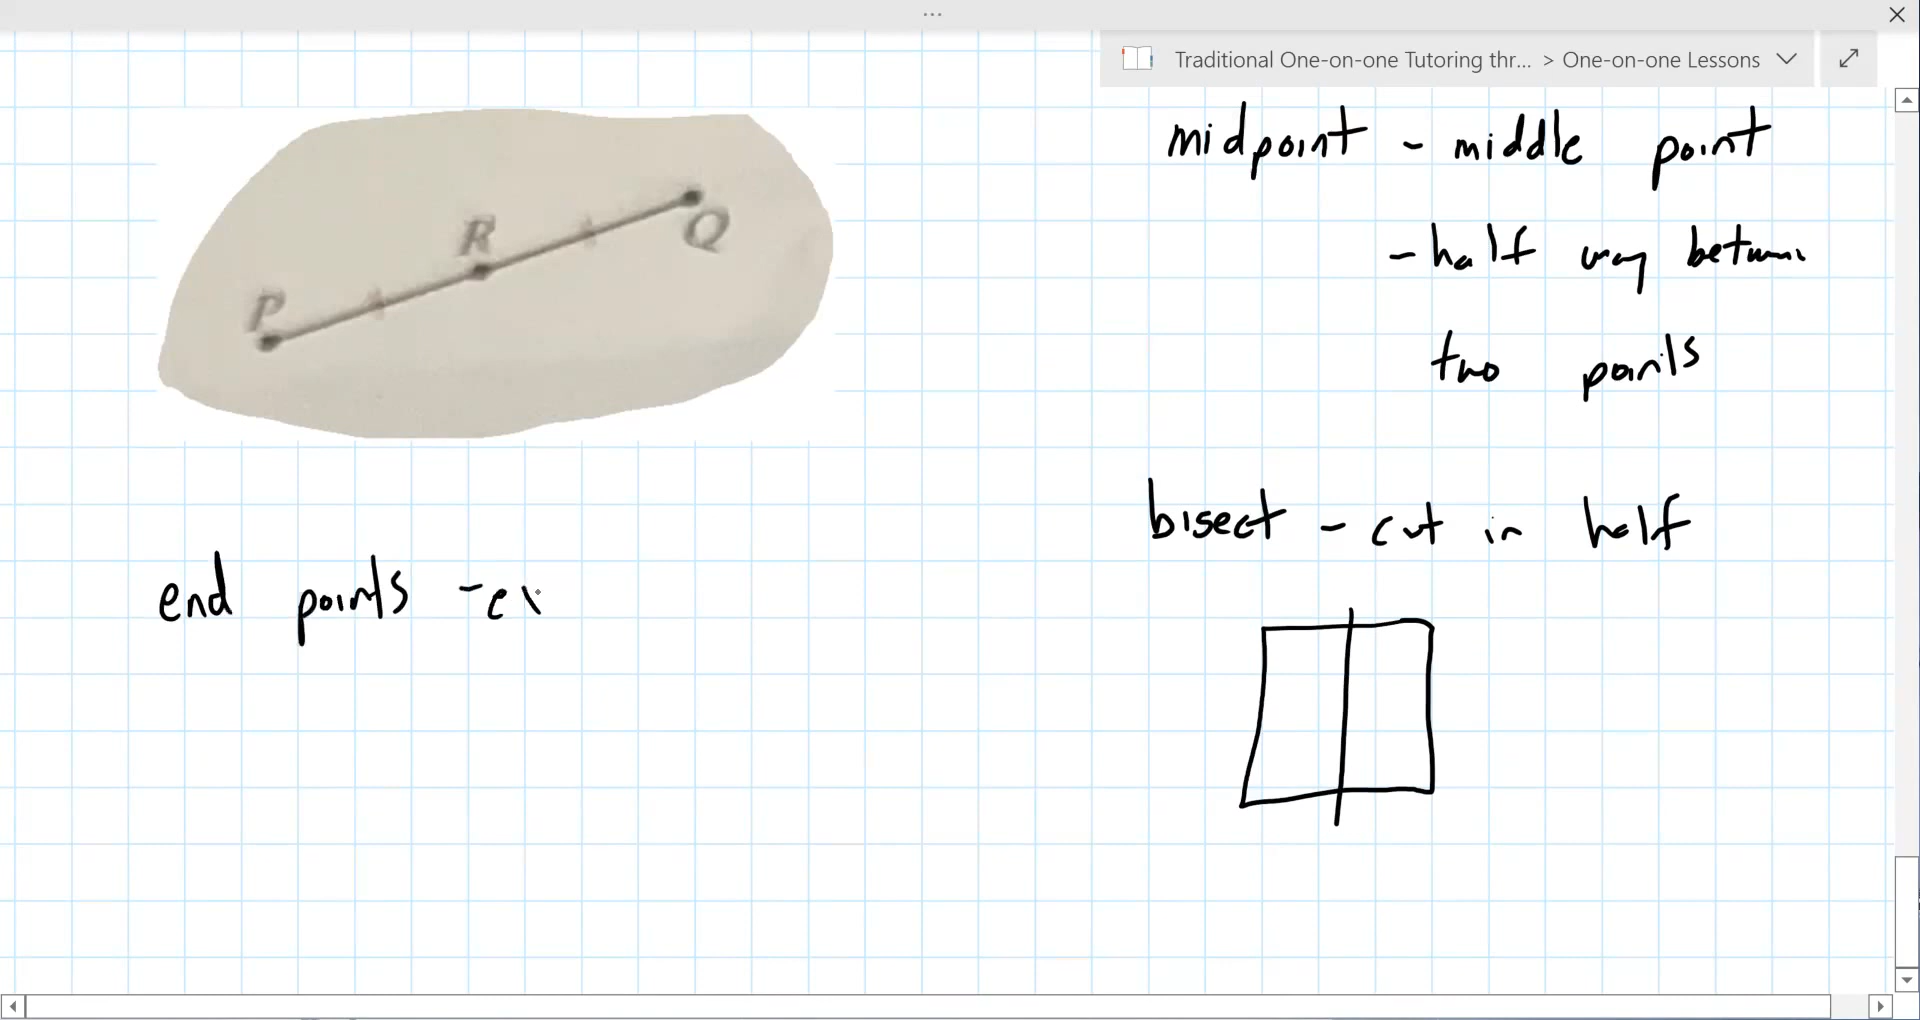 Traditional One-on-one Tutoring thr... > One-on-one Lessons
P
R
Q
midpoint - middle point
- half way between
two points
bisect - cut in half
end points -